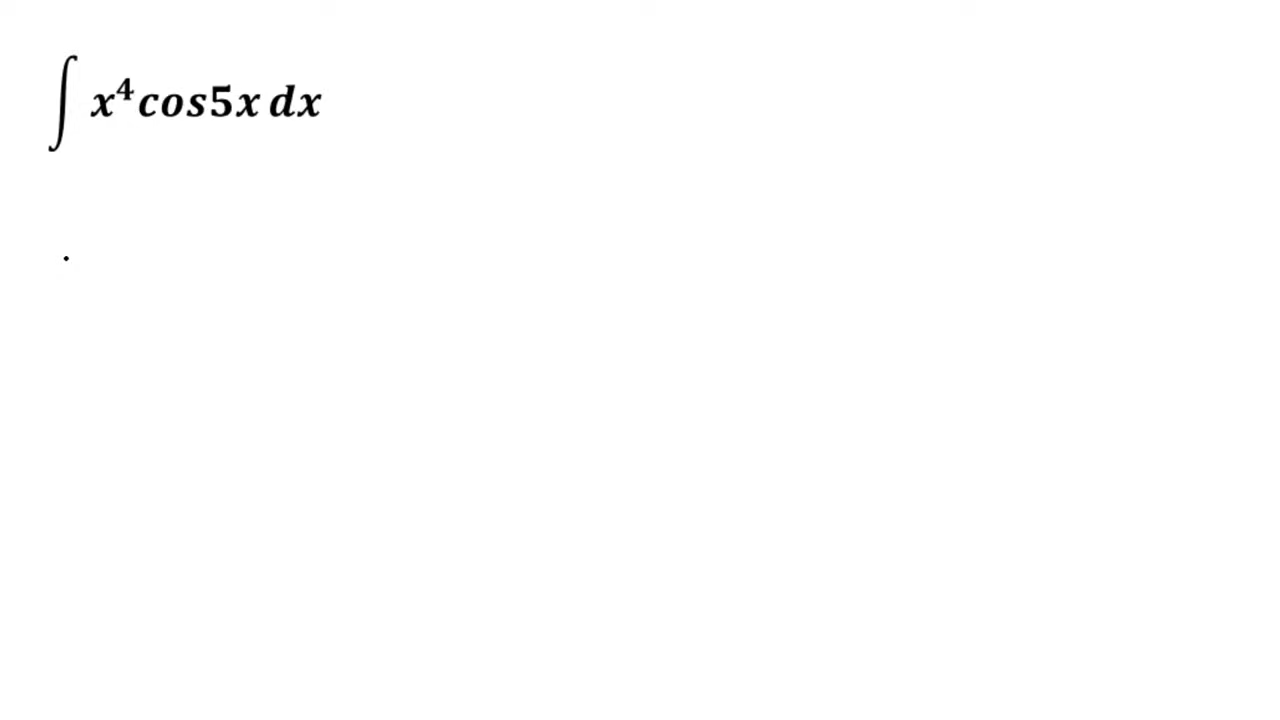 ∫ x⁴cos5x dx